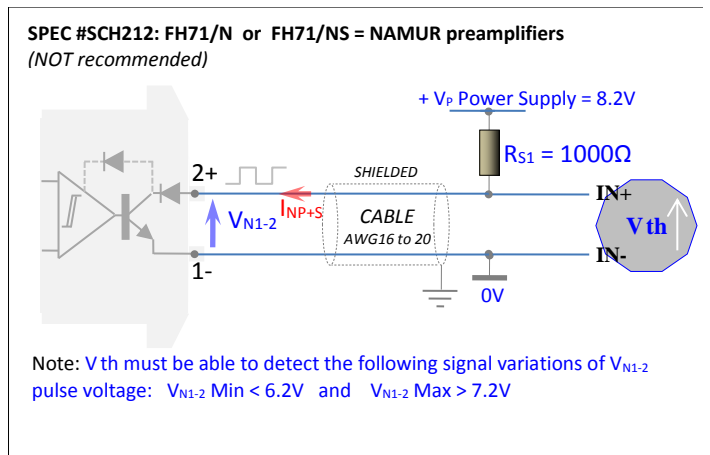 SPEC #SCH212: FH71/N or FH71/NS = NAMUR preamplifiers
(NOT recommended)
+ VP Power Supply = 8.2V
RS1 = 1000Ω
2+
SHIELDED
INP+S
IN+
VN1-2
CABLE
AWG16 to 20
Vth
1-
IN-
0V
Note: V th must be able to detect the following signal variations of VN1-2
pulse voltage: VN1-2 Min < 6.2V and VN1-2 Max > 7.2V